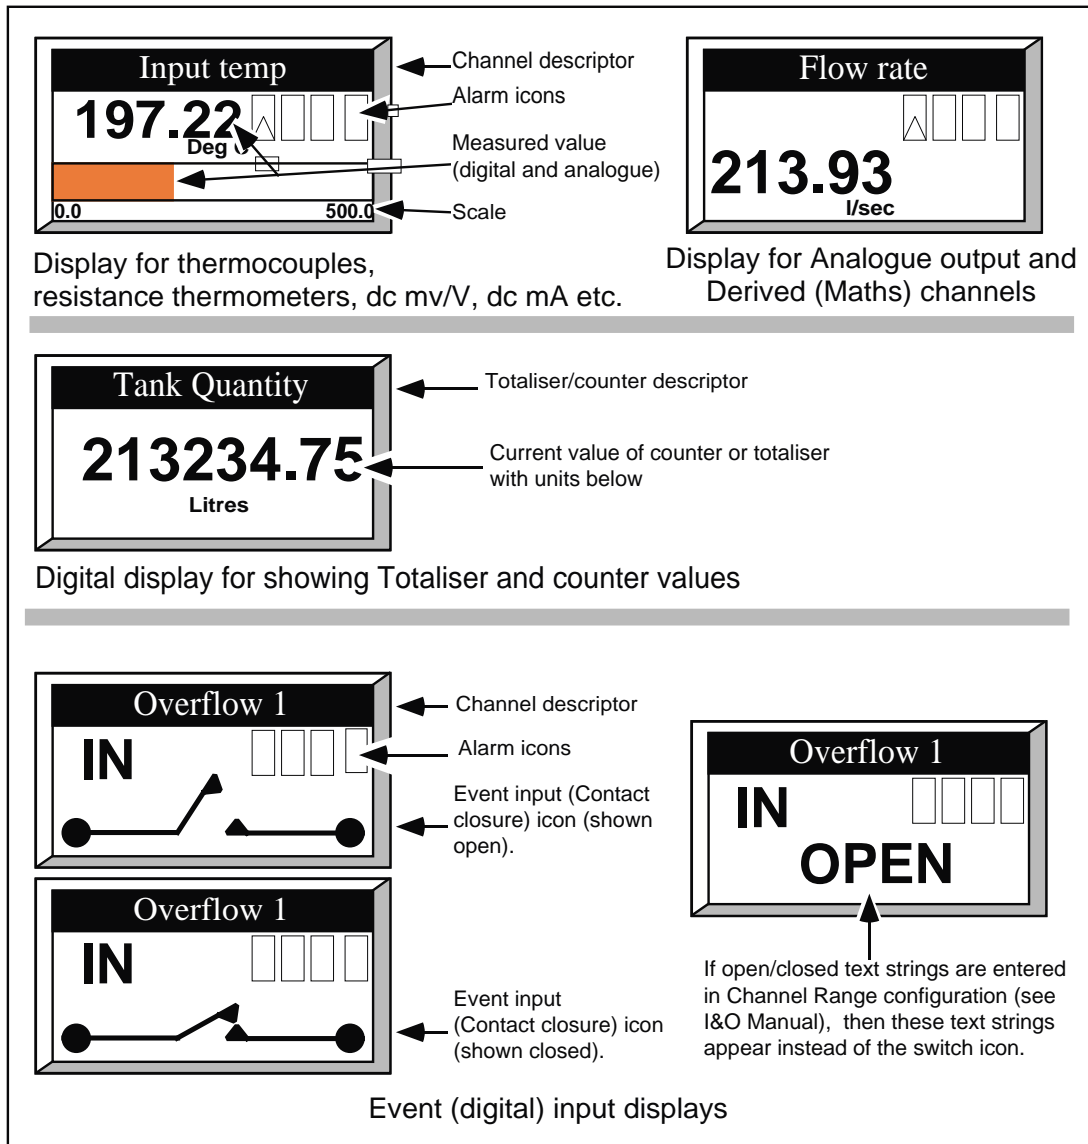 Input temp
197.22
Deg
0.0
500.0
Channel descriptor
Alarm icons
Measured value
(digital and analogue)
Scale
Display for thermocouples,
resistance thermometers, dc mv/V, dc mA etc.
Flow rate
213.93
l/sec
Display for Analogue output and
Derived (Maths) channels
Tank Quantity
213234.75
Litres
Totaliser/counter descriptor
Current value of counter or totaliser
with units below
Digital display for showing Totaliser and counter values
Overflow 1
IN
Channel descriptor
Alarm icons
Event input (Contact
closure) icon (shown
open).
Overflow 1
IN
Event input
(Contact closure) icon
(shown closed).
Overflow 1
IN
OPEN
If open/closed text strings are entered
in Channel Range configuration (see
I&O Manual), then these text strings
appear instead of the switch icon.
Event (digital) input displays